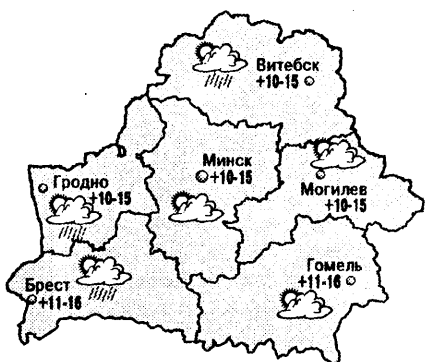 Витебск
+10-15
Минск
+10-15
Могилев
+10-15
Гродно
+10-15
Брест
+11-16
Гомель
+11-16